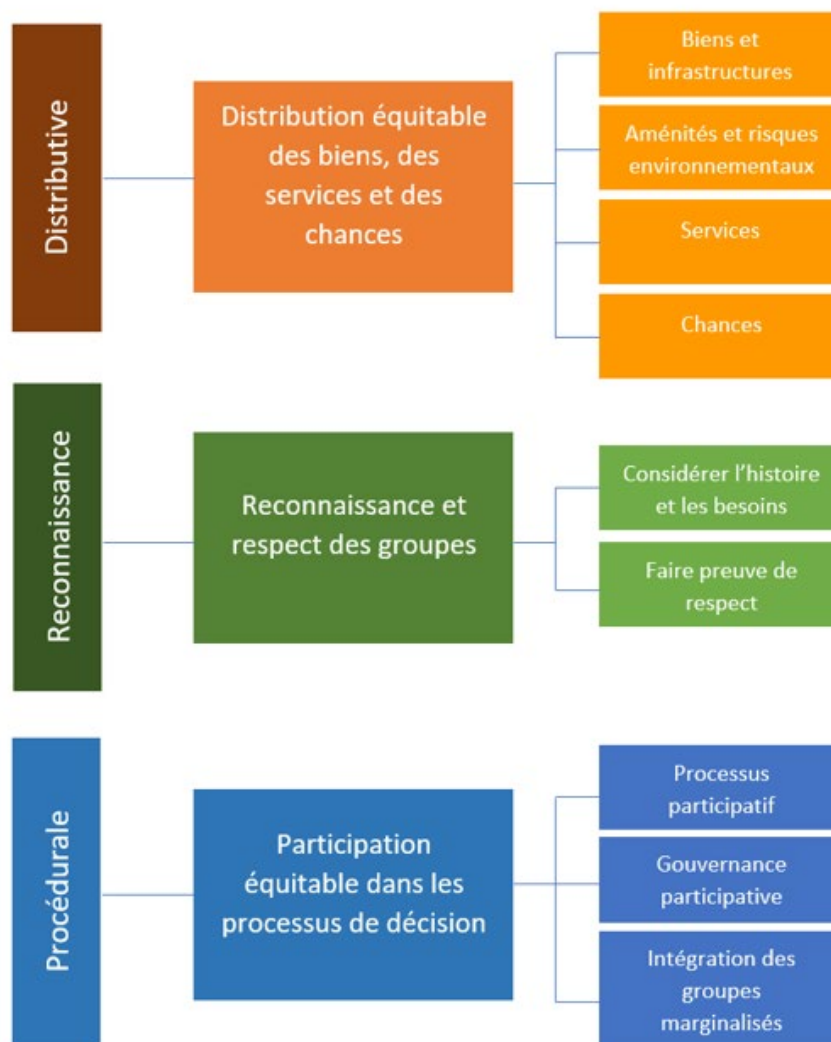 Distributive
Distribution équitable
des biens, des
services et des
chances
Biens et
infrastructures
Aménités et risques
environnementaux
Services
Chances
Reconnaissance
Reconnaissance et
respect des groupes
Considérer l’histoire
et les besoins
Faire preuve de
respect
Procédurale
Participation
équitable dans les
processus de décision
Processus
participatif
Gouvernance
participative
Intégration des
groupes
marginalisés